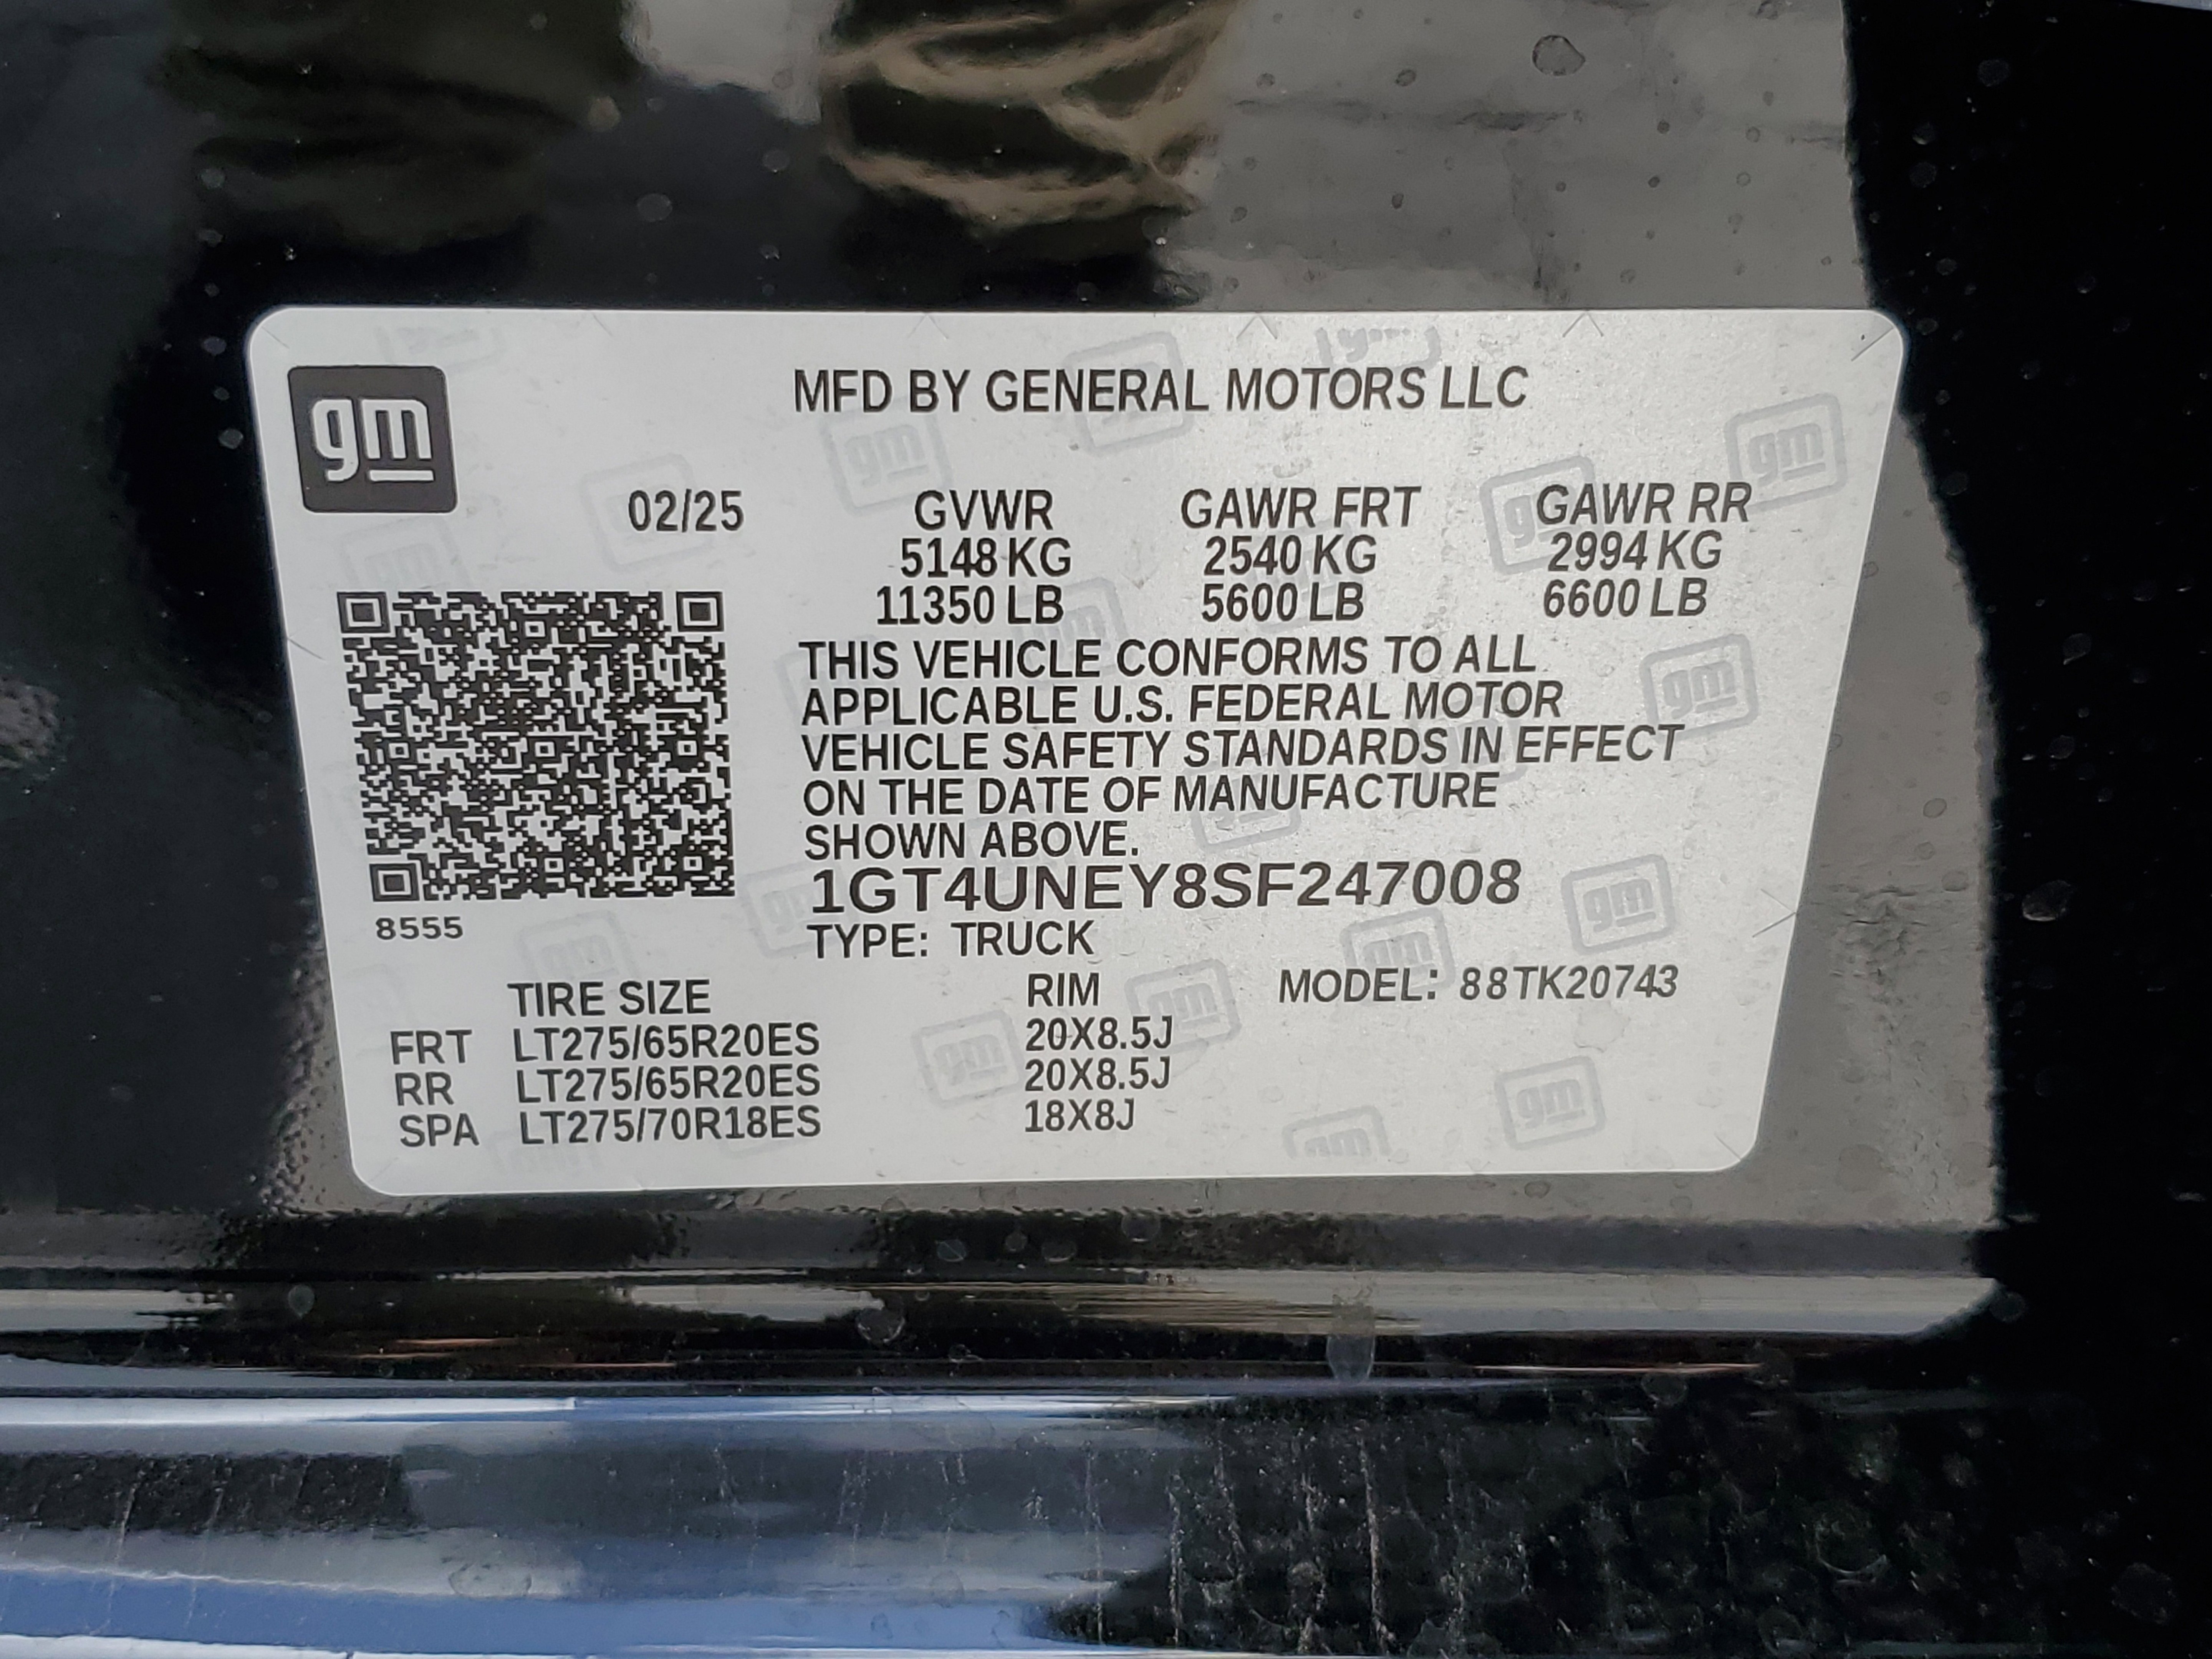 gm
MFD BY GENERAL MOTORS LLC
02/25 GVWR GAWR FRT GAWR RR
5148 KG 2540 KG 2994 KG
11350 LB 5600 LB 6600 LB
THIS VEHICLE CONFORMS TO ALL
APPLICABLE U.S. FEDERAL MOTOR
VEHICLE SAFETY STANDARDS IN EFFECT
ON THE DATE OF MANUFACTURE
SHOWN ABOVE.
1GT4UNEY8SF247008
8555
TYPE: TRUCK
TIRE SIZE RIM MODEL: 88TK20743
FRT LT275/65R20ES 20X8.5J
RR LT275/65R20ES 20X8.5J
SPA LT275/70R18ES 18X8J